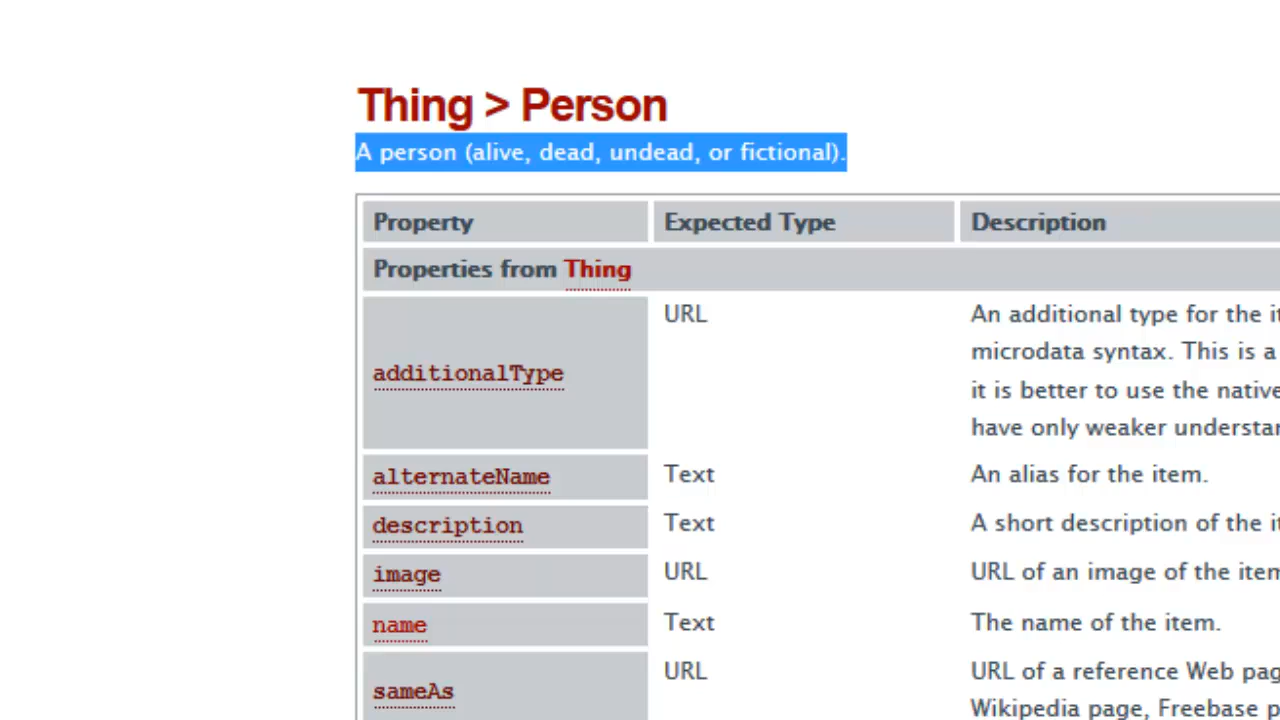 Thing > Person
A person (alive, dead, undead, or fictional).
Property Expected Type Description
Properties from Thing
additionalType URL An additional type for the
microdata syntax. This is a
it is better to use the native
have only weaker
alternateName Text An alias for the item.
description Text A short description of the
image URL URL of an image of the item
name Text The name of the item.
sameAs URL URL of a reference Web
Wikipedia page, Freebase